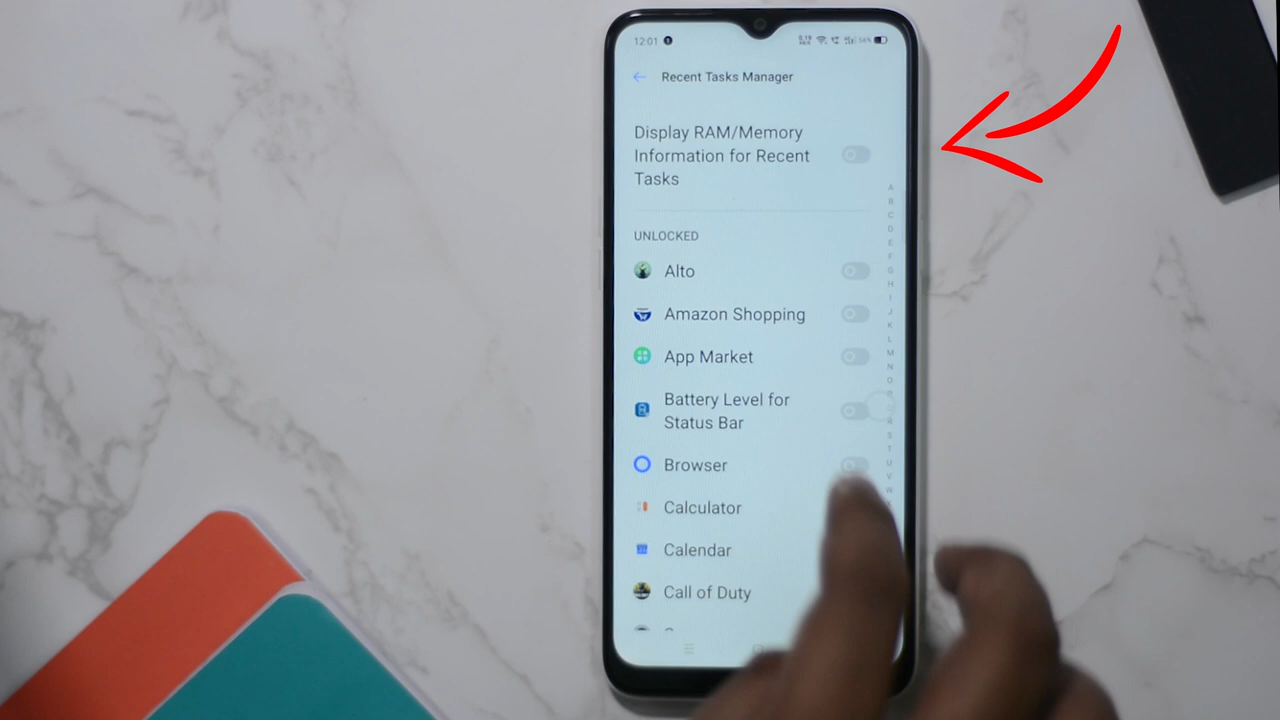 12:01
56%
Recent Tasks Manager
Display RAM/Memory
Information for Recent
Tasks
UNLOCKED
Alto
Amazon Shopping
App Market
Battery Level for
Status Bar
Browser
Calculator
Calendar
Call of Duty
A
B
C
D
E
F
G
H
I
J
K
L
M
N
O
P
R
S
T
U
V
W